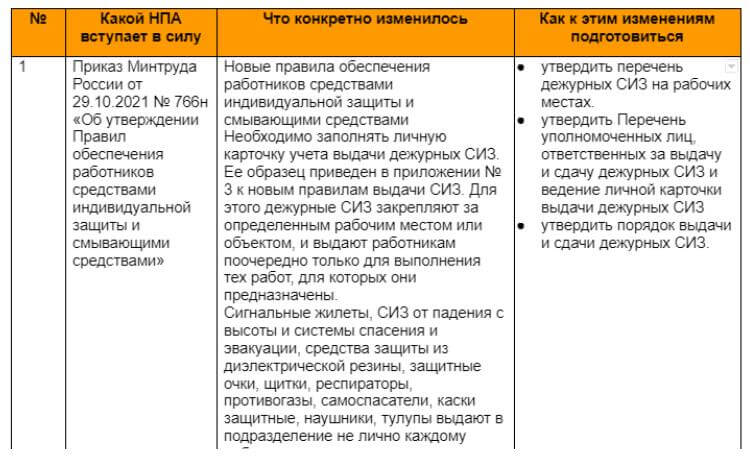 №
Какой НПА
вступает в силу
Что конкретно изменилось
Как к этим изменениям
подготовиться
1
Приказ Минтруда
России от
29.10.2021 № 766н
«Об утверждении
Правил
обеспечения
работников
средствами
индивидуальной
защиты и
смывающими
средствами»
Новые правила обеспечения
работников средствами
индивидуальной защиты и
смывающими средствами
Необходимо заполнять личную
карточку учета выдачи дежурных СИЗ.
Ее образец приведен в приложении №
3 к новым правилам выдачи СИЗ. Для
этого дежурные СИЗ закрепляют за
определенным рабочим местом или
объектом, и выдают работникам
поочередно только для выполнения
тех работ, для которых они
предназначены.
Сигнальные жилеты, СИЗ от падения с
высоты и системы спасения и
эвакуации, средства защиты из
диэлектрической резины, защитные
очки, щитки, респираторы,
противогазы, самоспасатели, каски
защитные, наушники, тулупы выдают в
подразделение не лично каждому
● утвердить перечень
дежурных СИЗ на рабочих
местах.
● утвердить Перечень
уполномоченных лиц,
ответственных за выдачу
и сдачу дежурных СИЗ и
ведение личной карточки
выдачи дежурных СИЗ
● утвердить порядок выдачи
и сдачи дежурных СИЗ.